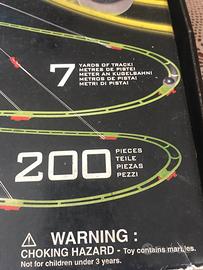 7
YARDS OF TRACK!
METRES DE PISTE!
METER AN KUGELBAHN!
METROS DE PISTA!
METRI DI PISTA!
200
PIECES
TEILE
PIEZAS
PEZZI
WARNING :
CHOKING HAZARD - Toy contains marbles.
Not for children under 3 years.